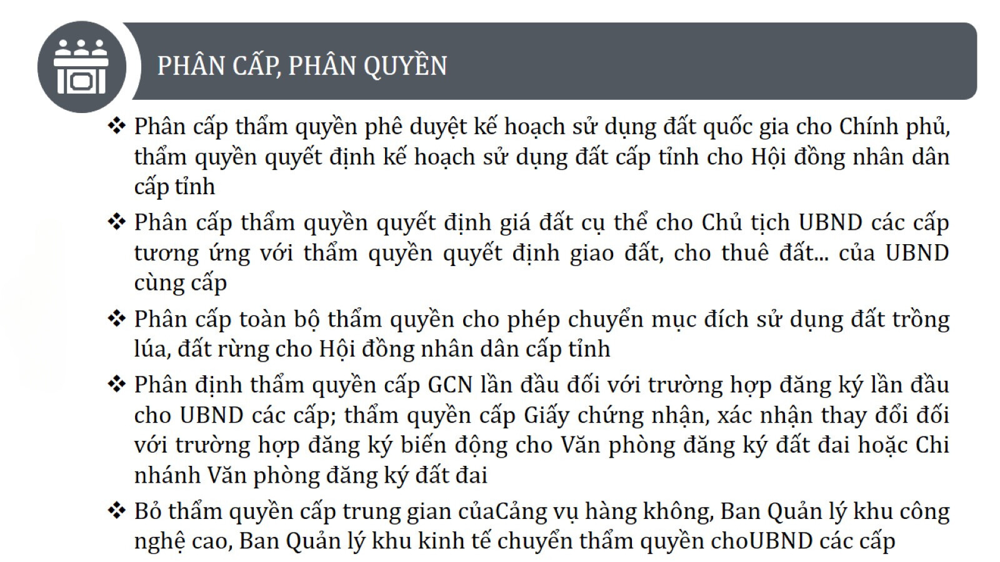 PHÂN CẤP, PHÂN QUYỀN
❖ Phân cấp thẩm quyền phê duyệt kế hoạch sử dụng đất quốc gia cho Chính phủ,
thẩm quyền quyết định kế hoạch sử dụng đất cấp tỉnh cho Hội đồng nhân dân
cấp tỉnh
❖ Phân cấp thẩm quyền quyết định giá đất cụ thể cho Chủ tịch UBND các cấp
tương ứng với thẩm quyền quyết định giao đất, cho thuê đất... của UBND
cùng cấp
❖ Phân cấp toàn bộ thẩm quyền cho phép chuyển mục đích sử dụng đất trồng
lúa, đất rừng cho Hội đồng nhân dân cấp tỉnh
❖ Phân định thẩm quyền cấp GCN lần đầu đối với trường hợp đăng ký lần đầu
cho UBND các cấp; thẩm quyền cấp Giấy chứng nhận, xác nhận thay đổi đối
với trường hợp đăng ký biến động cho Văn phòng đăng ký đất đai hoặc Chi
nhánh Văn phòng đăng ký đất đai
❖ Bỏ thẩm quyền cấp trung gian củaCảng vụ hàng không, Ban Quản lý khu công
nghệ cao, Ban Quản lý khu kinh tế chuyển thẩm quyền choUBND các cấp